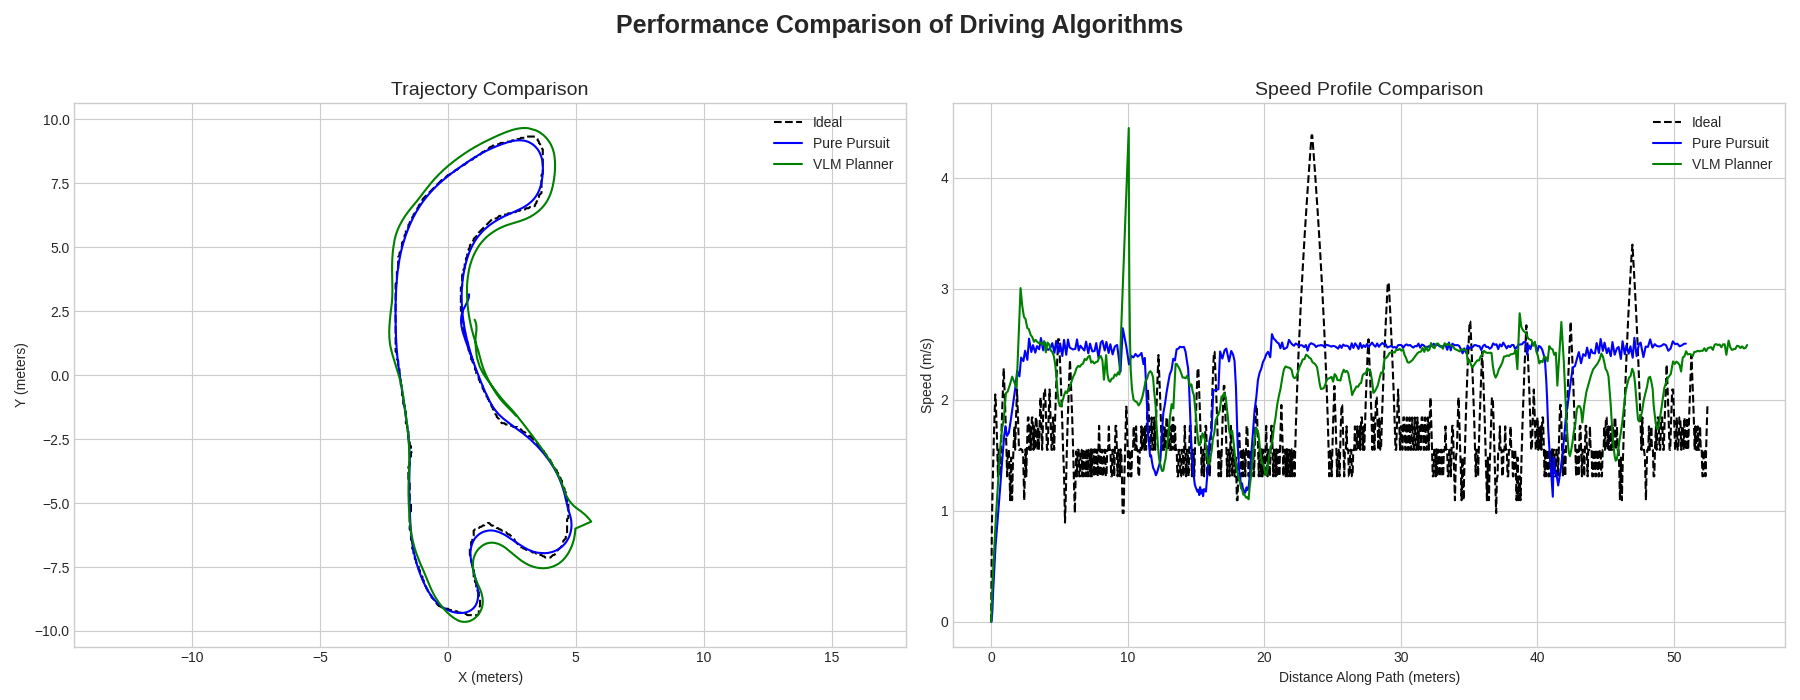 Performance Comparison of Driving Algorithms
Trajectory Comparison
10.0
7.5
5.0
2.5
0.0
−2.5
−5.0
−7.5
−10.0
Y (meters)
Ideal
Pure Pursuit
VLM Planner
−10
−5
0
5
10
15
X (meters)
Speed Profile Comparison
4
3
2
1
0
Speed (m/s)
Ideal
Pure Pursuit
VLM Planner
0
10
20
30
40
50
Distance Along Path (meters)